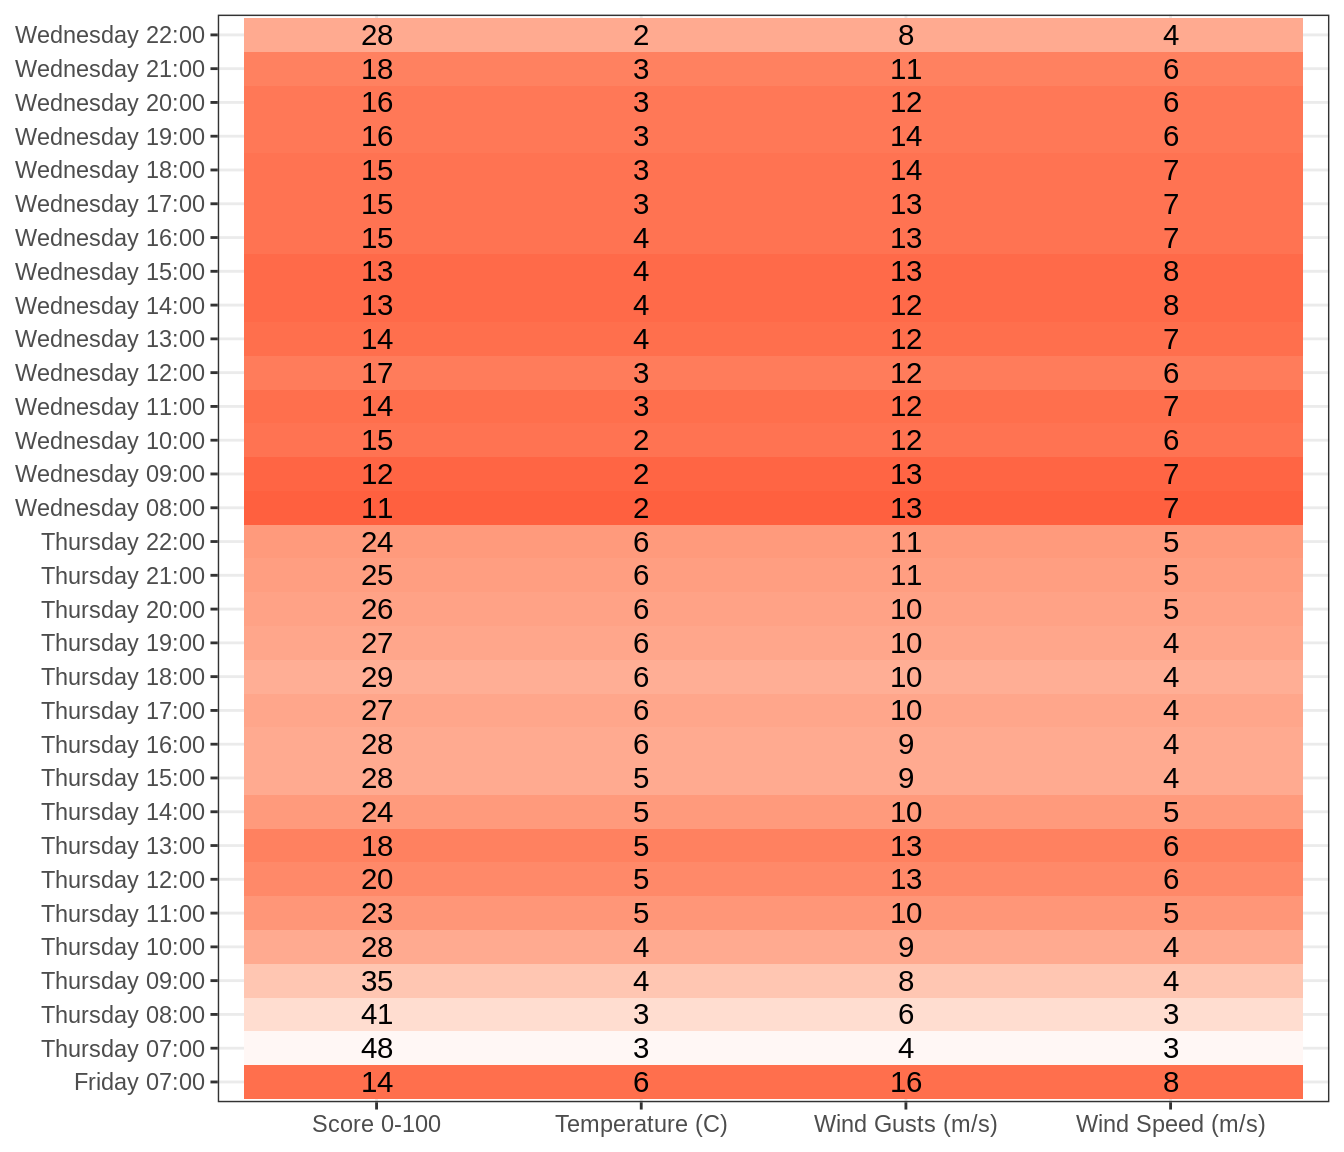 Wednesday 22:00 28 2 8 4
Wednesday 21:00 18 3 11 6
Wednesday 20:00 16 3 12 6
Wednesday 19:00 16 3 14 6
Wednesday 18:00 15 3 14 7
Wednesday 17:00 15 3 13 7
Wednesday 16:00 15 4 13 7
Wednesday 15:00 13 4 13 8
Wednesday 14:00 13 4 12 8
Wednesday 13:00 14 4 12 7
Wednesday 12:00 17 3 12 6
Wednesday 11:00 14 3 12 7
Wednesday 10:00 15 2 12 6
Wednesday 09:00 12 2 13 7
Wednesday 08:00 11 2 13 7
Thursday 22:00 24 6 11 5
Thursday 21:00 25 6 11 5
Thursday 20:00 26 6 10 5
Thursday 19:00 27 6 10 4
Thursday 18:00 29 6 10 4
Thursday 17:00 27 6 10 4
Thursday 16:00 28 6 9 4
Thursday 15:00 28 5 9 4
Thursday 14:00 24 5 10 5
Thursday 13:00 18 5 13 6
Thursday 12:00 20 5 13 6
Thursday 11:00 23 5 10 5
Thursday 10:00 28 4 9 4
Thursday 09:00 35 4 8 4
Thursday 08:00 41 3 6 3
Thursday 07:00 48 3 4 3
Friday 07:00 14 6 16 8
Score 0-100 Temperature (C) Wind Gusts (m/s) Wind Speed (m/s)